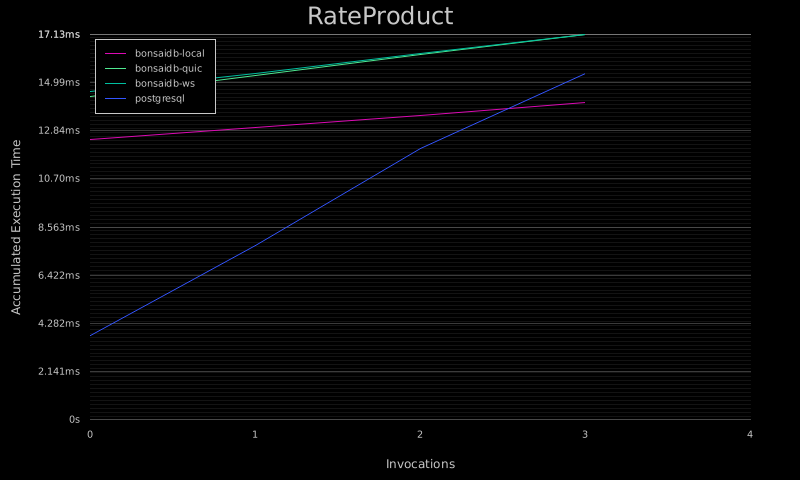 RateProduct
17.13ms
14.99ms
12.84ms
10.70ms
8.563ms
6.422ms
4.282ms
2.141ms
0s
Accumulated Execution Time
bonsaidb-local
bonsaidb-quic
bonsaidb-ws
postgresql
0 1 2 3 4
Invocations